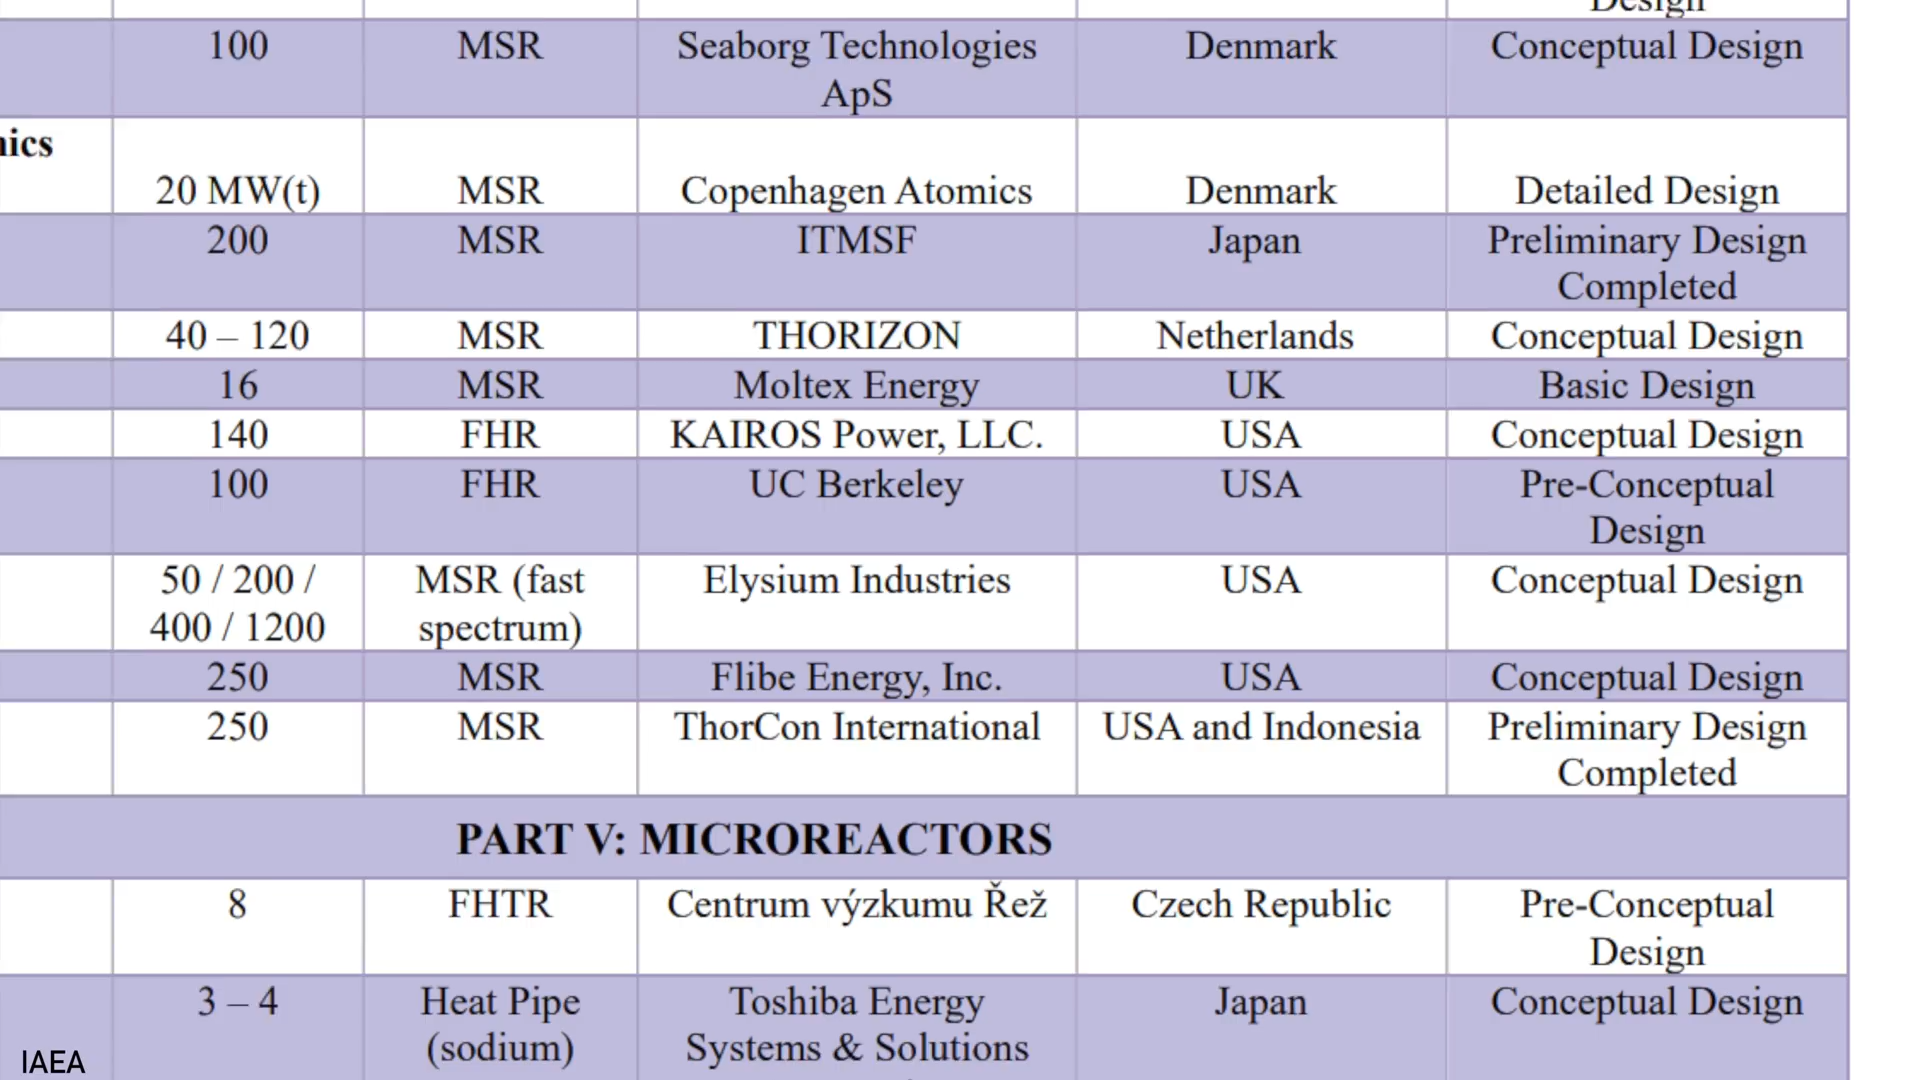 Design
100 MSR Seaborg Technologies Denmark Conceptual Design
ApS
nics
20 MW(t) MSR Copenhagen Atomics Denmark Detailed Design
200 MSR ITMSF Japan Preliminary Design
Completed
40 – 120 MSR THORIZON Netherlands Conceptual Design
16 MSR Moltex Energy UK Basic Design
140 FHR KAIROS Power, LLC. USA Conceptual Design
100 FHR UC Berkeley USA Pre-Conceptual
Design
50 / 200 / MSR (fast Elysium Industries USA Conceptual Design
400 / 1200 spectrum)
250 MSR Flibe Energy, Inc. USA Conceptual Design
250 MSR ThorCon International USA and Indonesia Preliminary Design
Completed
PART V: MICROREACTORS
8 FHTR Centrum výzkumu Řež Czech Republic Pre-Conceptual
Design
3 – 4 Heat Pipe Toshiba Energy Japan Conceptual Design
(sodium) Systems & Solutions
IAEA